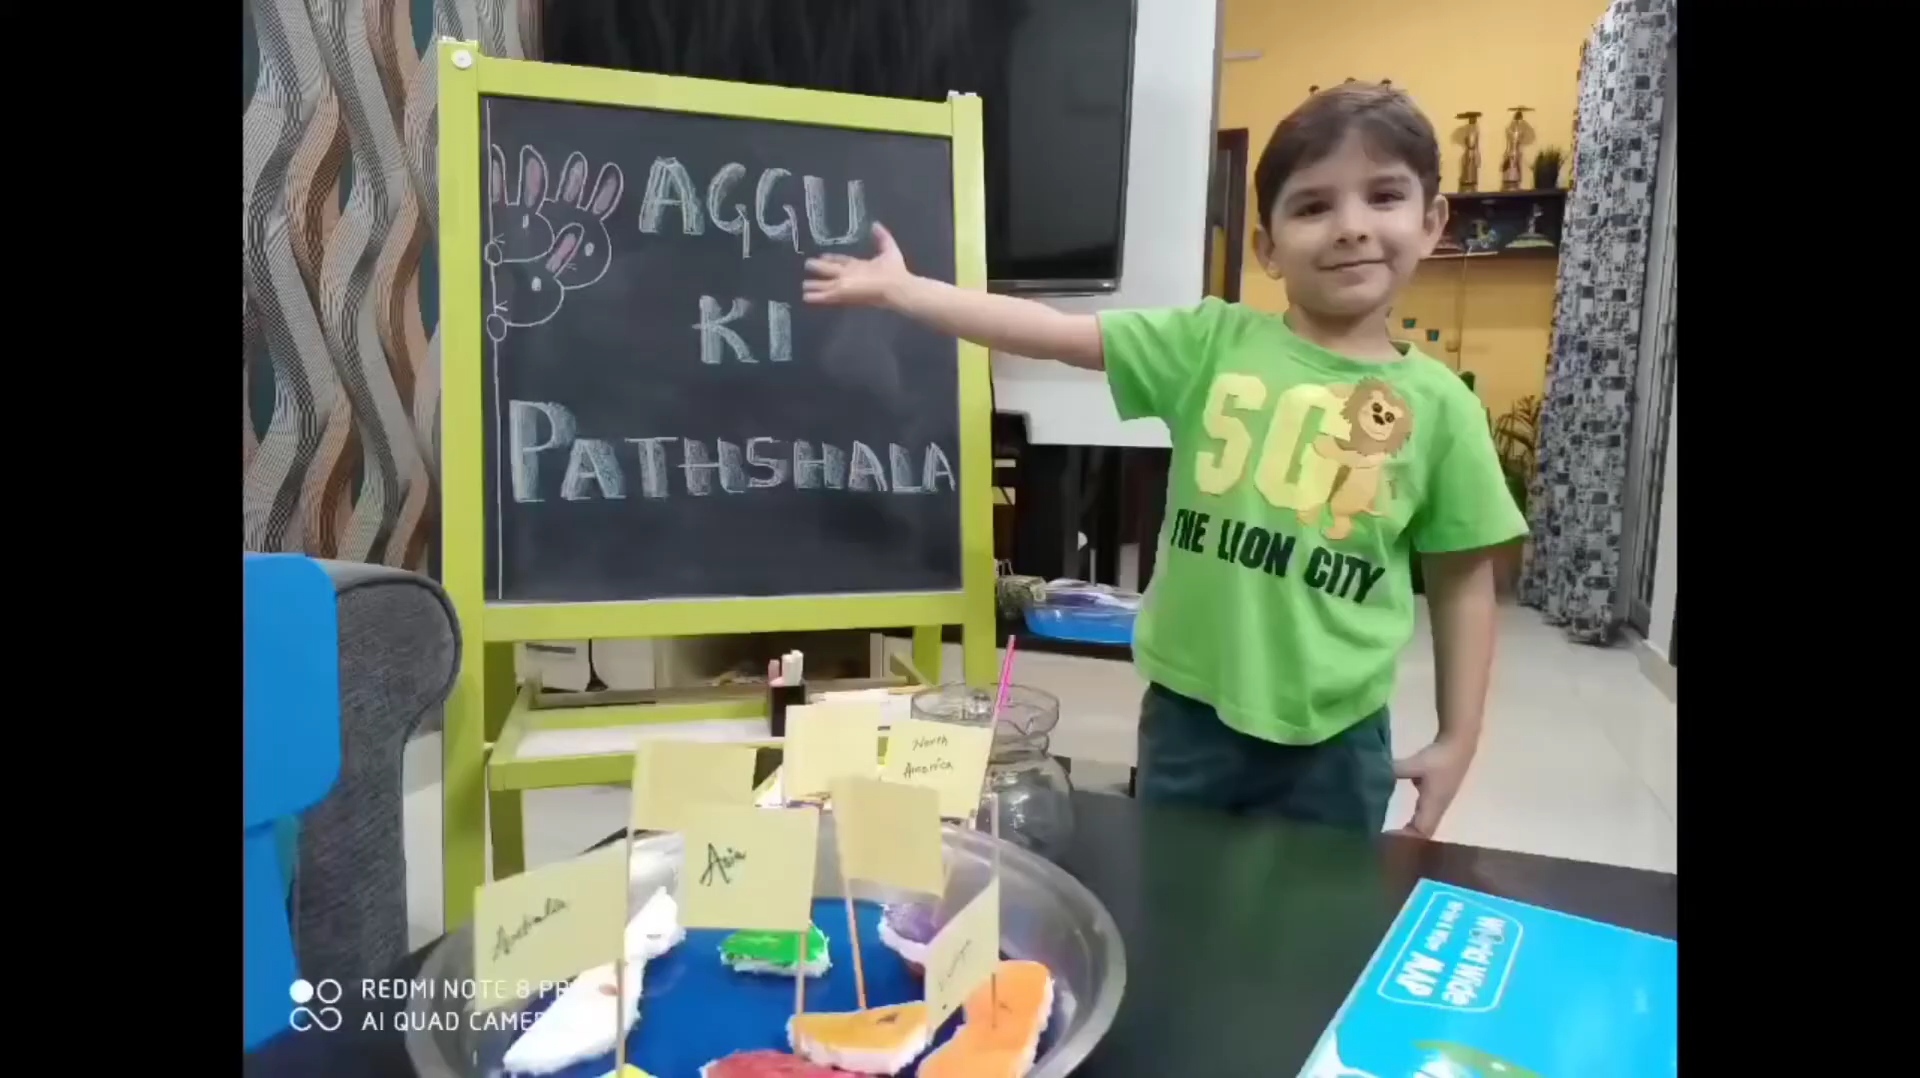 AGGU
KI
PATHSHALA
SG
THE LION CITY
North
America
Asia
Australia
World Wide
MAP
REDMI NOTE 8 PR
AI QUAD CAMER